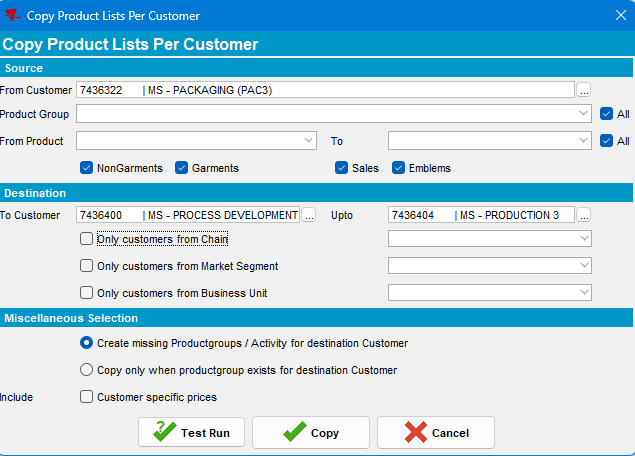 Copy Product Lists Per Customer
Copy Product Lists Per Customer
Source
From Customer 7436322 | MS - PACKAGING (PAC3) ...
Product Group All
From Product To All
NonGarments Garments Sales Emblems
Destination
To Customer 7436400 | MS - PROCESS DEVELOPMENT ... Upto 7436404 | MS - PRODUCTION 3 ...
Only customers from Chain
Only customers from Market Segment
Only customers from Business Unit
Miscellaneous Selection
Create missing Productgroups / Activity for destination Customer
Copy only when productgroup exists for destination Customer
Include Customer specific prices
Test Run Copy Cancel